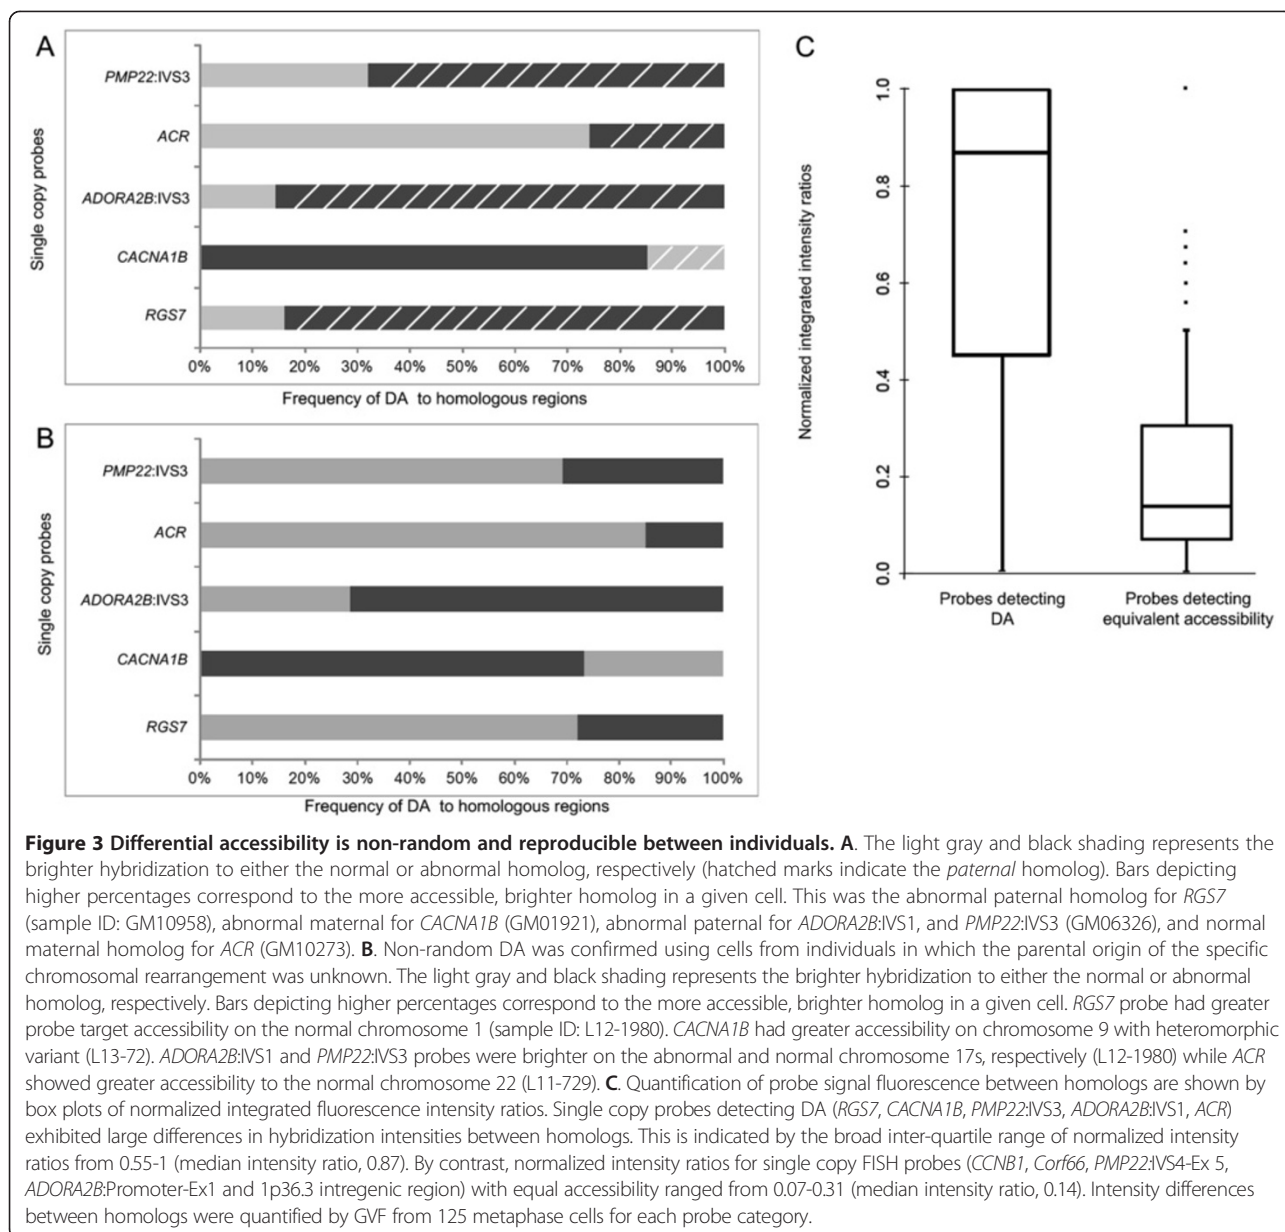 A
Single copy probes
PMP22:IVS3
ACR
ADORA2B:IVS3
CACNA1B
RGS7
0% 10% 20% 30% 40% 50% 60% 70% 80% 90% 100%
Frequency of DA to homologous regions
B
Single copy probes
PMP22:IVS3
ACR
ADORA2B:IVS3
CACNA1B
RGS7
0% 10% 20% 30% 40% 50% 60% 70% 80% 90% 100%
Frequency of DA to homologous regions
C
Normalized integrated intensity ratios
1.0
0.8
0.6
0.4
0.2
0.0
Probes detecting
DA
Probes detecting
equivalent accessibility
Figure 3 Differential accessibility is non-random and reproducible between individuals. A. The light gray and black shading represents the
brighter hybridization to either the normal or abnormal homolog, respectively (hatched marks indicate the paternal homolog). Bars depicting
higher percentages correspond to the more accessible, brighter homolog in a given cell. This was the abnormal paternal homolog for RGS7
(sample ID: GM10958), abnormal maternal for CACNA1B (GM01921), abnormal paternal for ADORA2B:IVS1, and PMP22:IVS3 (GM06326), and normal
maternal homolog for ACR (GM10273). B. Non-random DA was confirmed using cells from individuals in which the parental origin of the specific
chromosomal rearrangement was unknown. The light gray and black shading represents the brighter hybridization to either the normal or abnormal
homolog, respectively. Bars depicting higher percentages correspond to the more accessible, brighter homolog in a given cell. RGS7 probe had greater
probe target accessibility on the normal chromosome 1 (sample ID: L12-1980). CACNA1B had greater accessibility on chromosome 9 with heteromorphic
variant (L13-72). ADORA2B:IVS1 and PMP22:IVS3 probes were brighter on the abnormal and normal chromosome 17s, respectively (L12-1980) while ACR
showed greater accessibility to the normal chromosome 22 (L11-729). C. Quantification of probe signal fluorescence between homologs are shown by
box plots of normalized integrated fluorescence intensity ratios. Single copy probes detecting DA (RGS7, CACNA1B, PMP22:IVS3, ADORA2B:IVS1, ACR)
exhibited large differences in hybridization intensities between homologs. This is indicated by the broad inter-quartile range of normalized intensity
ratios from 0.55-1 (median intensity ratio, 0.87). By contrast, normalized intensity ratios for single copy FISH probes (CCNB1, Corf66, PMP22:IVS4-Ex 5,
ADORA2B:Promoter-Ex1 and 1p36.3 intregenic region) with equal accessibility ranged from 0.07-0.31 (median intensity ratio, 0.14). Intensity differences
between homologs were quantified by GVF from 125 metaphase cells for each probe category.